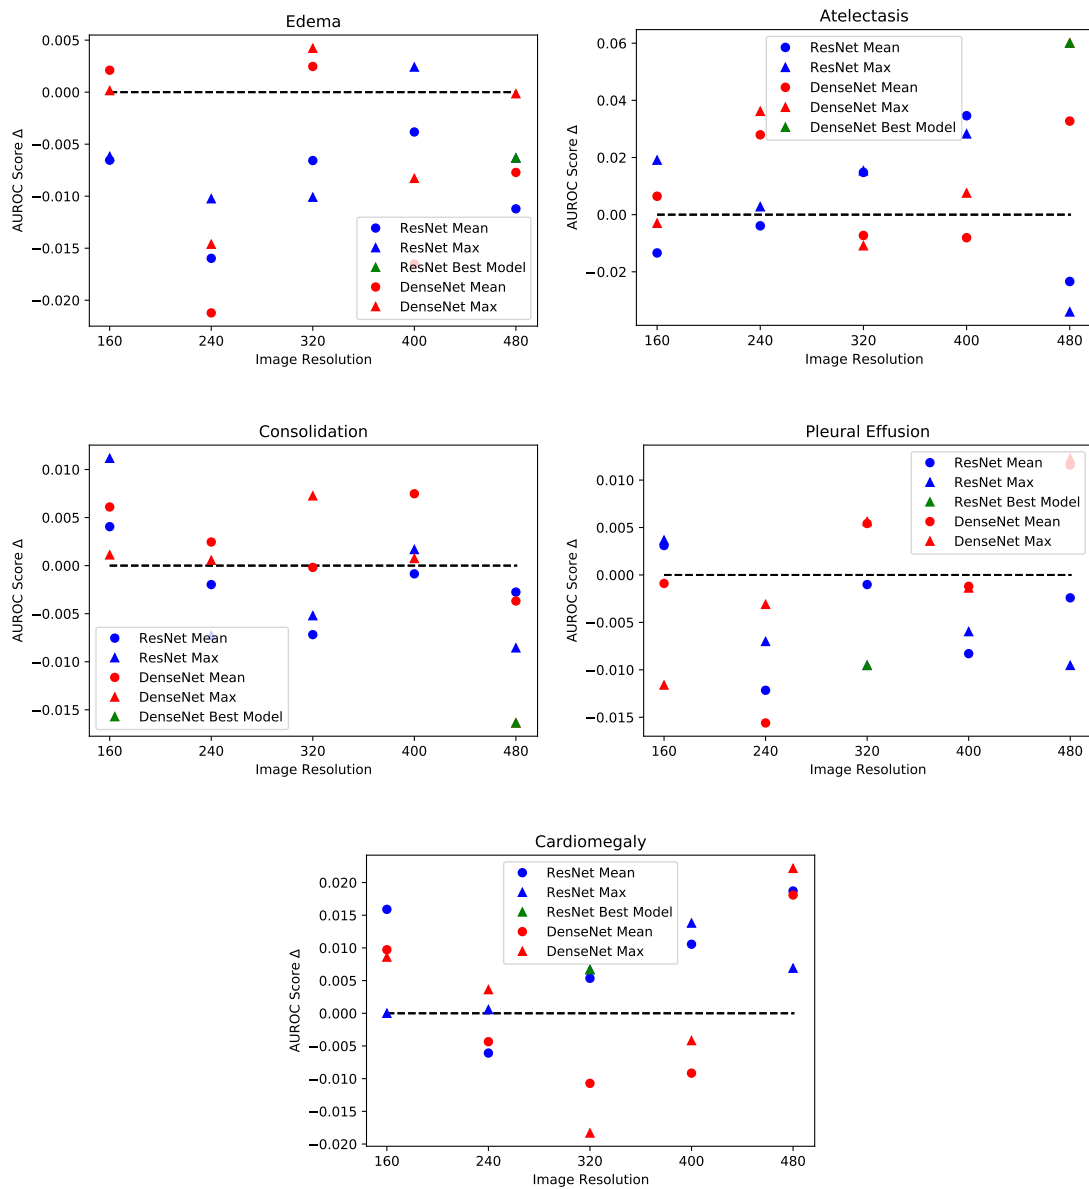 Edema
AUROC Score Δ
0.005
0.000
−0.005
−0.010
−0.015
−0.020
ResNet Mean
ResNet Max
ResNet Best Model
DenseNet Mean
DenseNet Max
160 240 320 400 480
Image Resolution
Atelectasis
AUROC Score Δ
0.06
0.04
0.02
0.00
−0.02
ResNet Mean
ResNet Max
DenseNet Mean
DenseNet Max
DenseNet Best Model
160 240 320 400 480
Image Resolution
Consolidation
AUROC Score Δ
0.010
0.005
0.000
−0.005
−0.010
−0.015
ResNet Mean
ResNet Max
DenseNet Mean
DenseNet Max
DenseNet Best Model
160 240 320 400 480
Image Resolution
Pleural Effusion
AUROC Score Δ
0.010
0.005
0.000
−0.005
−0.010
−0.015
ResNet Mean
ResNet Max
ResNet Best Model
DenseNet Mean
DenseNet Max
160 240 320 400 480
Image Resolution
Cardiomegaly
AUROC Score Δ
0.020
0.015
0.010
0.005
0.000
−0.005
−0.010
−0.015
−0.020
ResNet Mean
ResNet Max
ResNet Best Model
DenseNet Mean
DenseNet Max
160 240 320 400 480
Image Resolution